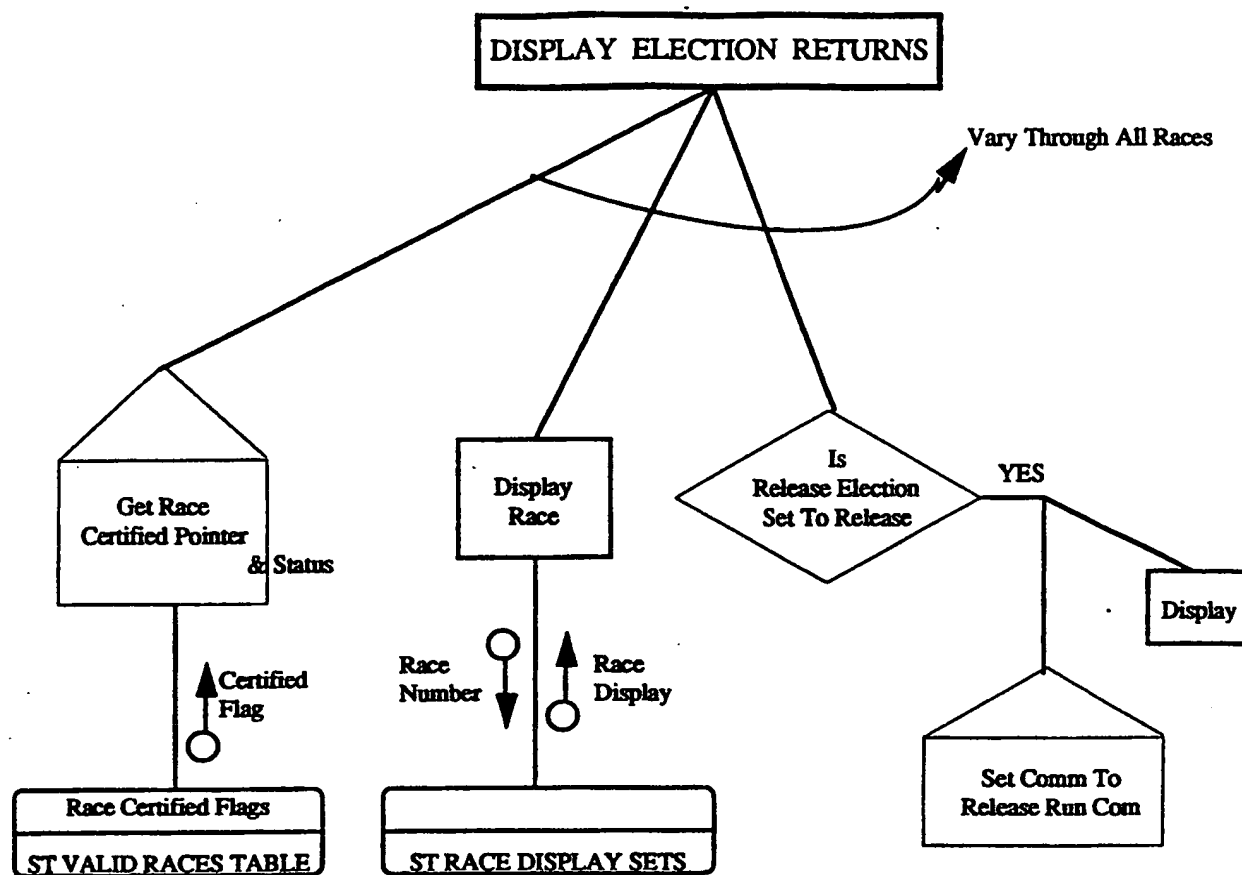 DISPLAY ELECTION RETURNS
Vary Through All Races
Get Race
Certified Pointer
& Status
Display
Race
Is
Release Election
Set To Release
YES
Display
Certified
Flag
Race
Number
Race
Display
Set Comm To
Release Run Com
Race Certified Flags
ST VALID RACES TABLE
ST RACE DISPLAY SETS